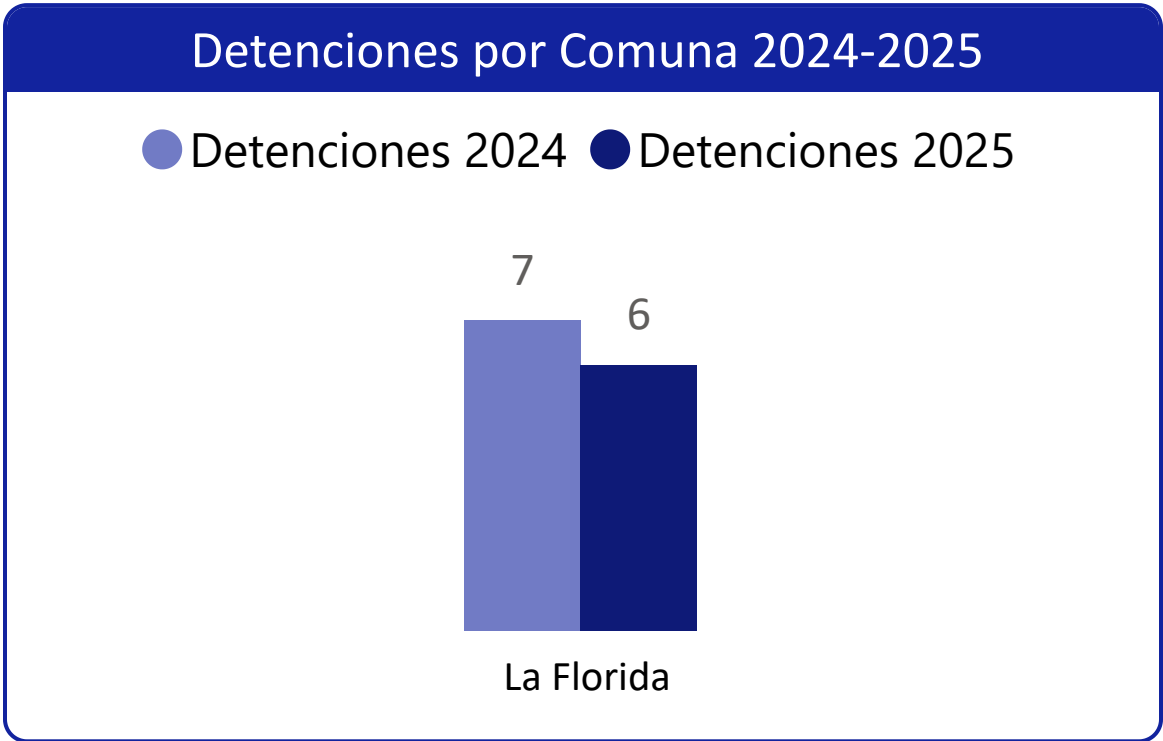 Detenciones por Comuna 2024-2025
Detenciones 2024 Detenciones 2025
7
6
La Florida